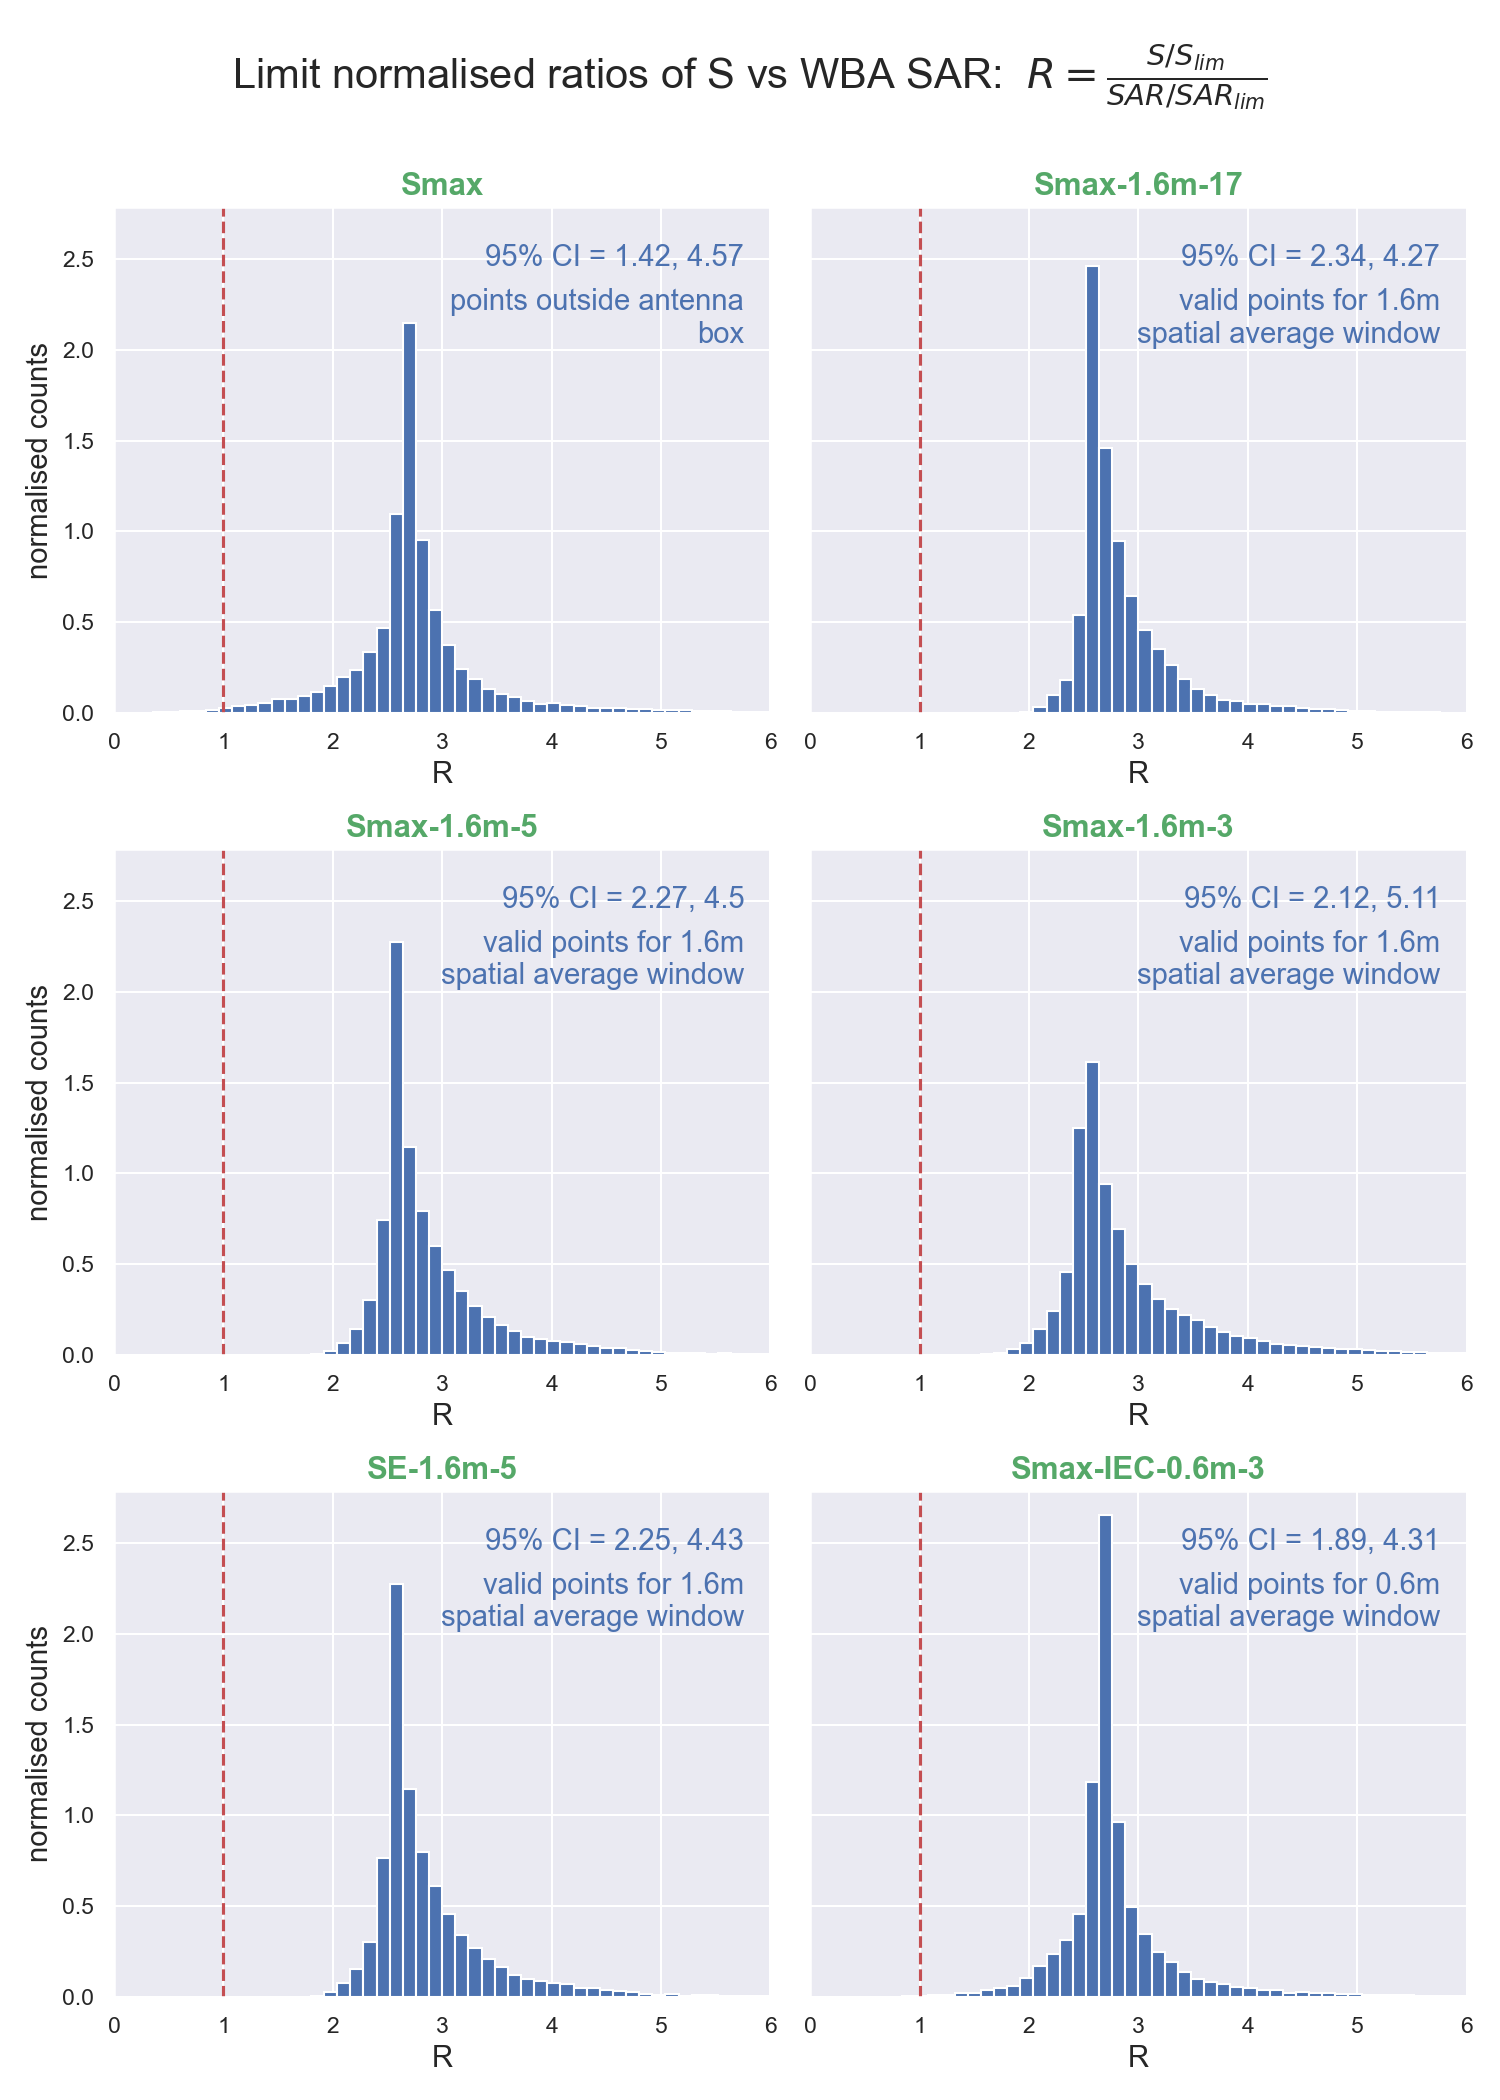 Limit normalised ratios of S vs WBA SAR: R = \frac{S/S_{lim}}{SAR/SAR_{lim}}
Smax
95% CI = 1.42, 4.57
points outside antenna
box
normalised counts
2.5
2.0
1.5
1.0
0.5
0.0
0 1 2 3 4 5 6
R
Smax-1.6m-17
95% CI = 2.34, 4.27
valid points for 1.6m
spatial average window
0 1 2 3 4 5 6
R
Smax-1.6m-5
95% CI = 2.27, 4.5
valid points for 1.6m
spatial average window
normalised counts
2.5
2.0
1.5
1.0
0.5
0.0
0 1 2 3 4 5 6
R
Smax-1.6m-3
95% CI = 2.12, 5.11
valid points for 1.6m
spatial average window
0 1 2 3 4 5 6
R
SE-1.6m-5
95% CI = 2.25, 4.43
valid points for 1.6m
spatial average window
normalised counts
2.5
2.0
1.5
1.0
0.5
0.0
0 1 2 3 4 5 6
R
Smax-IEC-0.6m-3
95% CI = 1.89, 4.31
valid points for 0.6m
spatial average window
0 1 2 3 4 5 6
R